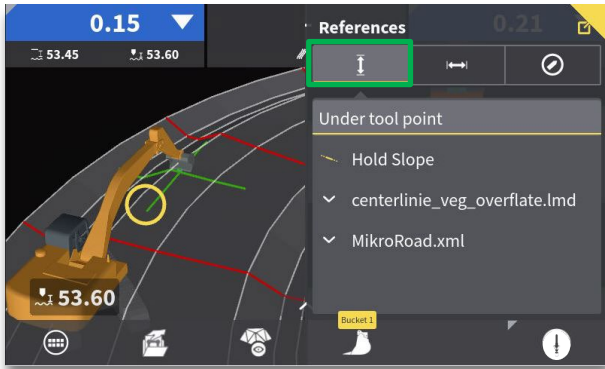 0.15
53.45 53.60
References
0.21
Under tool point
Hold Slope
centerlinie_veg_overflate.lmd
MikroRoad.xml
53.60
Bucket 1